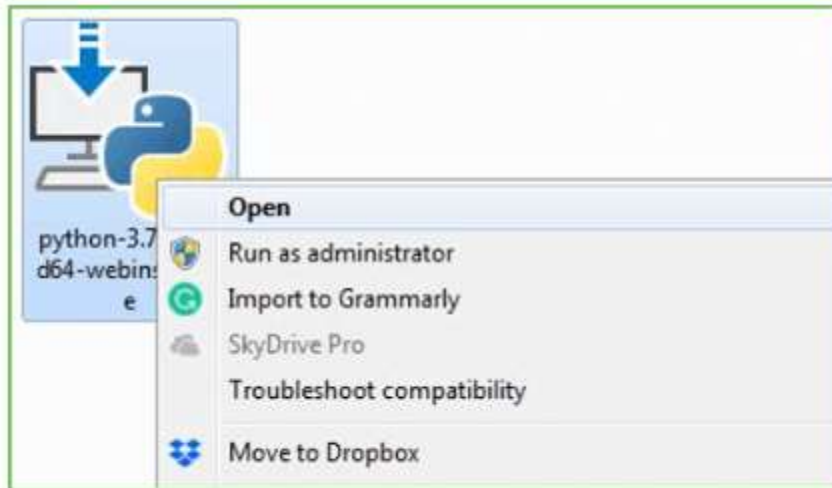 python-3.7
d64-webins
e
Open
Run as administrator
Import to Grammarly
SkyDrive Pro
Troubleshoot compatibility
Move to Dropbox